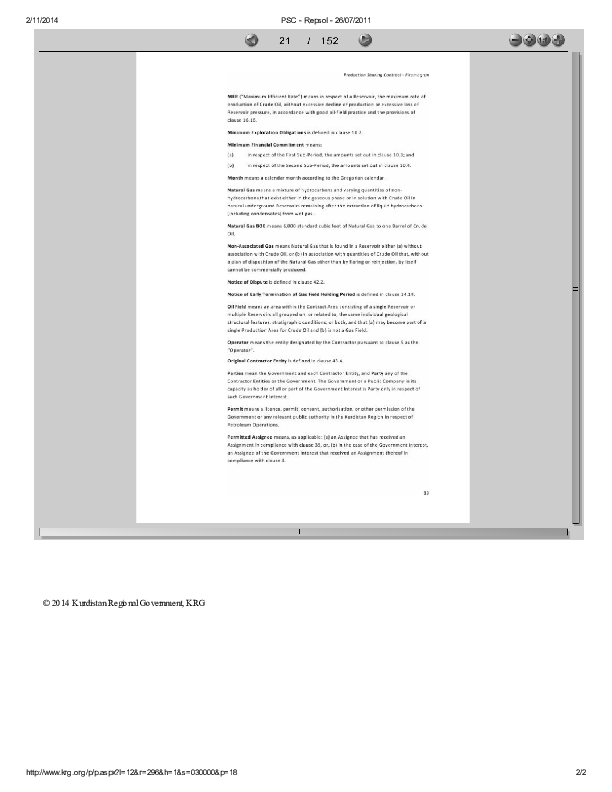 2/11/2014
PSC - Repsol - 26/07/2011
21 / 152
Production Sharing Contract -
MER ("Maximum Efficient Rate") means in respect of a Reservoir, the maximum rate of
production of Crude Oil, without excessive decline of production or excessive loss of
Reservoir pressure, in accordance with good oil-field practice and the provisions of
clause 16.10.
Minimum Exploration Obligations is defined in clause 10.2.
Minimum Financial Commitment means:
(a) in respect of the First Sub-Period, the amounts set out in clause 10.3; and
(b) in respect of the Second Sub-Period, the amounts set out in clause 10.4.
Month means a calendar month according to the Gregorian calendar.
Natural Gas means a mixture of hydrocarbons and varying quantities of non-
hydrocarbons that exist either in the gaseous phase or in solution with Crude Oil in
natural underground Reservoirs remaining after the extraction of liquid hydrocarbons
(including condensates) from wet gas.
Natural Gas BOE means 6,000 standard cubic feet of Natural Gas to one Barrel of Crude
Oil.
Non-Associated Gas means Natural Gas that is found in a Reservoir either (a) without
association with Crude Oil, or (b) in association with quantities of Crude Oil that, without
a plan of disposition of the Natural Gas other than by flaring or reinjection, by itself
cannot be commercially produced.
Notice of Dispute is defined in clause 42.2.
Notice of Early Termination of Gas Field Holding Period is defined in clause 14.14.
Oil Field means an area within the Contract Area consisting of a single Reservoir or
multiple Reservoirs all grouped on, or related to, the same individual geological
structural features, stratigraphic conditions, or both, and that (a) may become part of a
single Production Area for Crude Oil and (b) is not a Gas Field.
Operator means the entity designated by the Contractor pursuant to clause 5 as the
"Operator".
Original Contractor Entity is defined in clause 43.4.
Parties mean the Government and each Contractor Entity, and Party any of the
Contractor Entities or the Government. The Government or a Public Company in its
capacity as holder of all or part of the Government Interest is Party only in respect of
such Government Interest.
Permit means a licence, permit, consent, authorisation, or other permission of the
Government or any relevant public authority in the Kurdistan Region in respect of
Petroleum Operations.
Permitted Assignee means, as applicable: (a) an Assignee that has received an
Assignment in compliance with clause 39, or, (b) in the case of the Government Interest,
an Assignee of the Government Interest that received an Assignment thereof in
compliance with clause 4.
© 2014 Kurdistan Regional Government, KRG
http://www.krg.org/p/p.aspx?l=12&r=296&h=1&s=030000&p=18
2/2